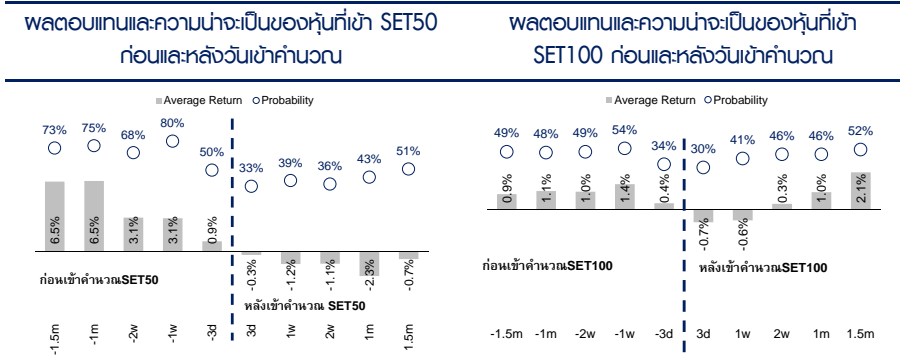 ผลตอบแทนและความน่าจะเป็นของหุ้นที่เข้า SET50
ก่อนและหลังวันเข้าคำนวณ
Average Return Probability
73% 75% 68% 80% 50% 33% 39% 36% 43% 51%
6.5% 6.5% 3.1% 3.1% 0.9% -0.3% -1.2% -1.1% -2.3% -0.7%
ก่อนเข้าคำนวณSET50
หลังเข้าคำนวณ SET50
-1.5m -1m -2w -1w -3d 3d 1w 2w 1m 1.5m
ผลตอบแทนและความน่าจะเป็นของหุ้นที่เข้า
SET100 ก่อนและหลังวันเข้าคำนวณ
Average Return Probability
49% 48% 49% 54% 34% 30% 41% 46% 46% 52%
0.9% 1.1% 1.0% 1.4% 0.4% -0.7% -0.6% 0.3% 1.0% 2.1%
ก่อนเข้าคำนวณSET100
หลังเข้าคำนวณSET100
-1.5m -1m -2w -1w -3d 3d 1w 2w 1m 1.5m